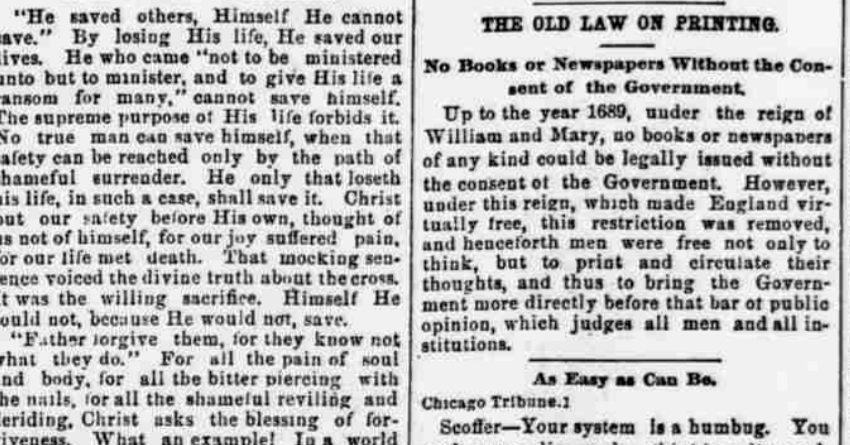 "He saved others, Himself He cannot
ave." By losing His life, He saved our
lives. He who came "not to be ministered
unto but to minister, and to give His life a
ansom for many," cannot save himself.
The supreme purpose of His life forbids it.
No true man can save himself, when that
afety can be reached only by the path of
hameful surrender. He only that loseth
is life, in such a case, shall save it. Christ
out our safety before His own, thought of
us not of himself, for our joy suffered pain,
for our life met death. That mocking sen-
ence voiced the divine truth about the cross.
t was the willing sacrifice. Himself He
ould not, because He would not, save.
"Father forgive them, for they know not
what they do." For all the pain of soul
nd body, for all the bitter piercing with
he nails, for all the shameful reviling and
deriding, Christ asks the blessing of for-
iveness. What an example! In a world
THE OLD LAW ON PRINTING.
No Books or Newspapers Without the Con-
sent of the Government.
Up to the year 1689, under the reign of
William and Mary, no books or newspapers
of any kind could be legally issued without
the consent of the Government. However,
under this reign, which made England vir-
tually free, this restriction was removed,
and henceforth men were free not only to
think, but to print and circulate their
thoughts, and thus to bring the Govern-
ment more directly before that bar of public
opinion, which judges all men and all in-
stitutions.
As Easy as Can Be.
Chicago Tribune.]
Scoffer—Your system is a humbug. You